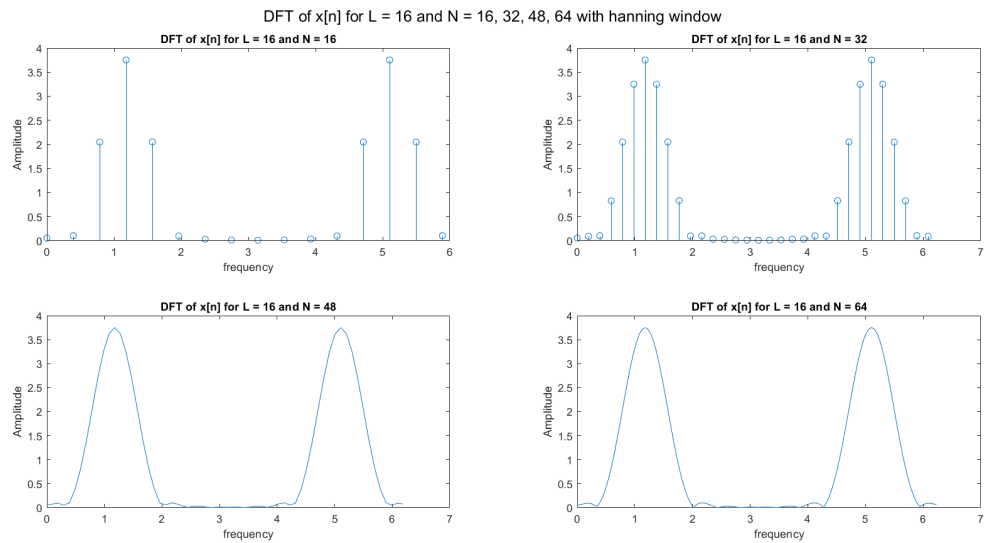 DFT of x[n] for L = 16 and N = 16, 32, 48, 64 with hanning window
DFT of x[n] for L = 16 and N = 16
4
3.5
3
2.5
2
1.5
1
0.5
0
Amplitude
0 1 2 3 4 5 6
frequency
DFT of x[n] for L = 16 and N = 32
4
3.5
3
2.5
2
1.5
1
0.5
0
Amplitude
0 1 2 3 4 5 6 7
frequency
DFT of x[n] for L = 16 and N = 48
4
3.5
3
2.5
2
1.5
1
0.5
0
Amplitude
0 1 2 3 4 5 6 7
frequency
DFT of x[n] for L = 16 and N = 64
4
3.5
3
2.5
2
1.5
1
0.5
0
Amplitude
0 1 2 3 4 5 6 7
frequency